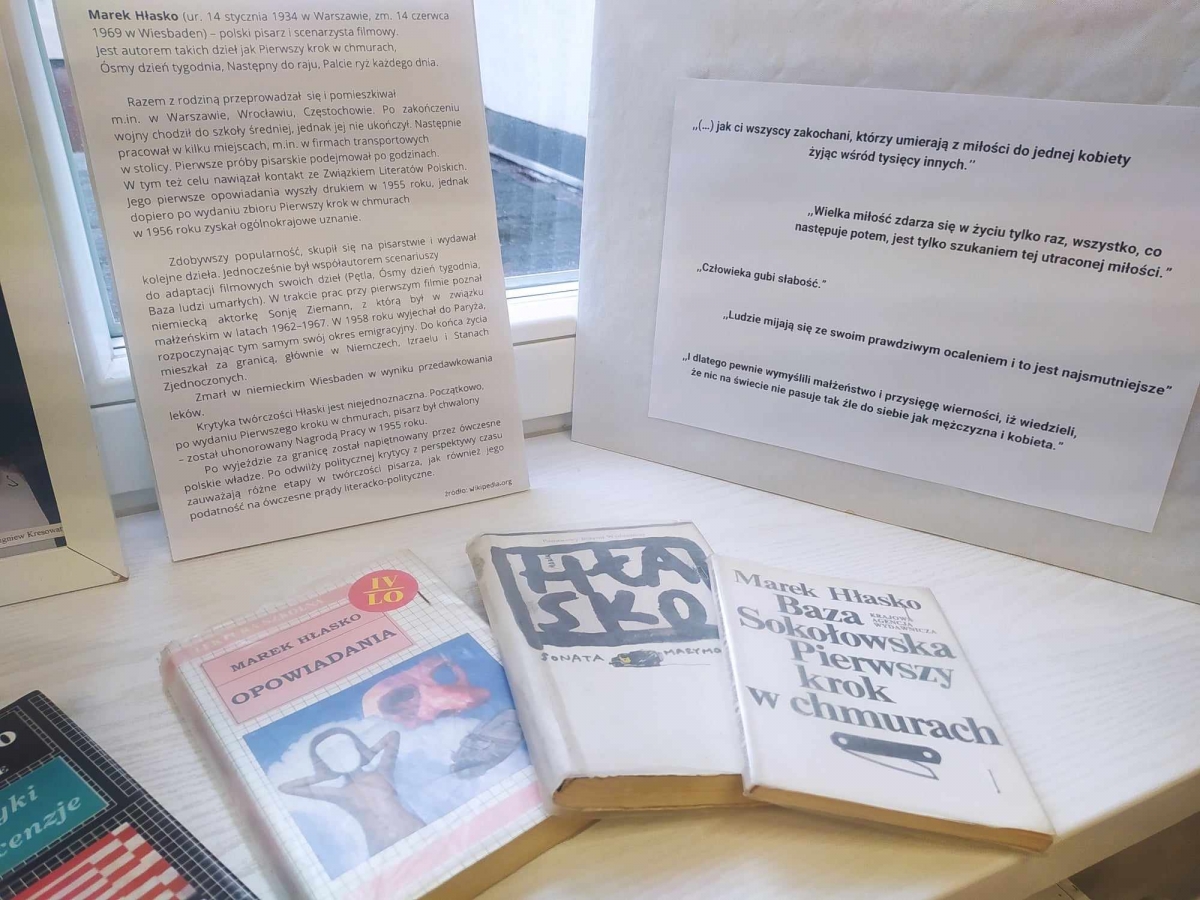 Marek Hłasko (ur. 14 stycznia 1934 w Warszawie, zm. 14 czerwca
1969 w Wiesbaden) – polski pisarz i scenarzysta filmowy.
Jest autorem takich dzieł jak Pierwszy krok w chmurach,
Ósmy dzień tygodnia, Następny do raju, Palcie ryż każdego dnia.
Razem z rodziną przeprowadzał się i pomieszkiwał
m.in. w Warszawie, Wrocławiu, Częstochowie. Po zakończeniu
wojny chodził do szkoły średniej, jednak jej nie ukończył. Następnie
pracował w kilku miejscach, m.in. w firmach transportowych
w stolicy. Pierwsze próby pisarskie podejmował po godzinach.
W tym też celu nawiązał kontakt ze Związkiem Literatów Polskich.
Jego pierwsze opowiadania wyszły drukiem w 1955 roku, jednak
dopiero po wydaniu zbioru Pierwszy krok w chmurach
w 1956 roku zyskał ogólnokrajowe uznanie.
Zdobywszy popularność, skupił się na pisarstwie i wydawał
kolejne dzieła. Jednocześnie był współautorem scenariuszy
do adaptacji filmowych swoich dzieł (Pętla, Ósmy dzień tygodnia,
Baza ludzi umarłych). W trakcie prac przy pierwszym filmie poznał
niemiecką aktorkę Sonję Ziemann, z którą był w związku
małżeńskim w latach 1962–1967. W 1958 roku wyjechał do Paryża,
rozpoczynając tym samym swój okres emigracyjny. Do końca życia
mieszkał za granicą, głównie w Niemczech, Izraelu i Stanach
Zjednoczonych.
Zmarł w niemieckim Wiesbaden w wyniku przedawkowania
leków.
Krytyka twórczości Hłaski jest niejednoznaczna. Początkowo,
po wydaniu Pierwszego kroku w chmurach, pisarz był chwalony
– został uhonorowany Nagrodą Pracy w 1955 roku.
Po wyjeździe za granicę został napiętnowany przez ówczesne
polskie władze. Po odwilży politycznej krytycy z perspektywy czasu
zauważają różne etapy w twórczości pisarza, jak również jego
podatność na ówczesne prądy literacko-polityczne.
źródło: wikipedia.org
„(...) jak ci wszyscy zakochani, którzy umierają z miłości do jednej kobiety
żyjąc wśród tysięcy innych.”
„Wielka miłość zdarza się w życiu tylko raz, wszystko, co
następuje potem, jest tylko szukaniem tej utraconej miłości.”
„Człowieka gubi słabość.”
„Ludzie mijają się ze swoim prawdziwym ocaleniem i to jest najsmutniejsze”
„I dlatego pewnie wymyślili małżeństwo i przysięgę wierności, iż wiedzieli,
że nic na świecie nie pasuje tak źle do siebie jak mężczyzna i kobieta.”
gniew Kresowat
IV
LO
MAREK HŁASKO
OPOWIADANIA
HŁA
SKO
SONATA MARYMO
Marek Hłasko
Baza
KRAJOWA
AGENCJA
WYDAWNICZA
Sokołowska
Pierwszy
krok
w chmurach
O
E
yki
cenzje